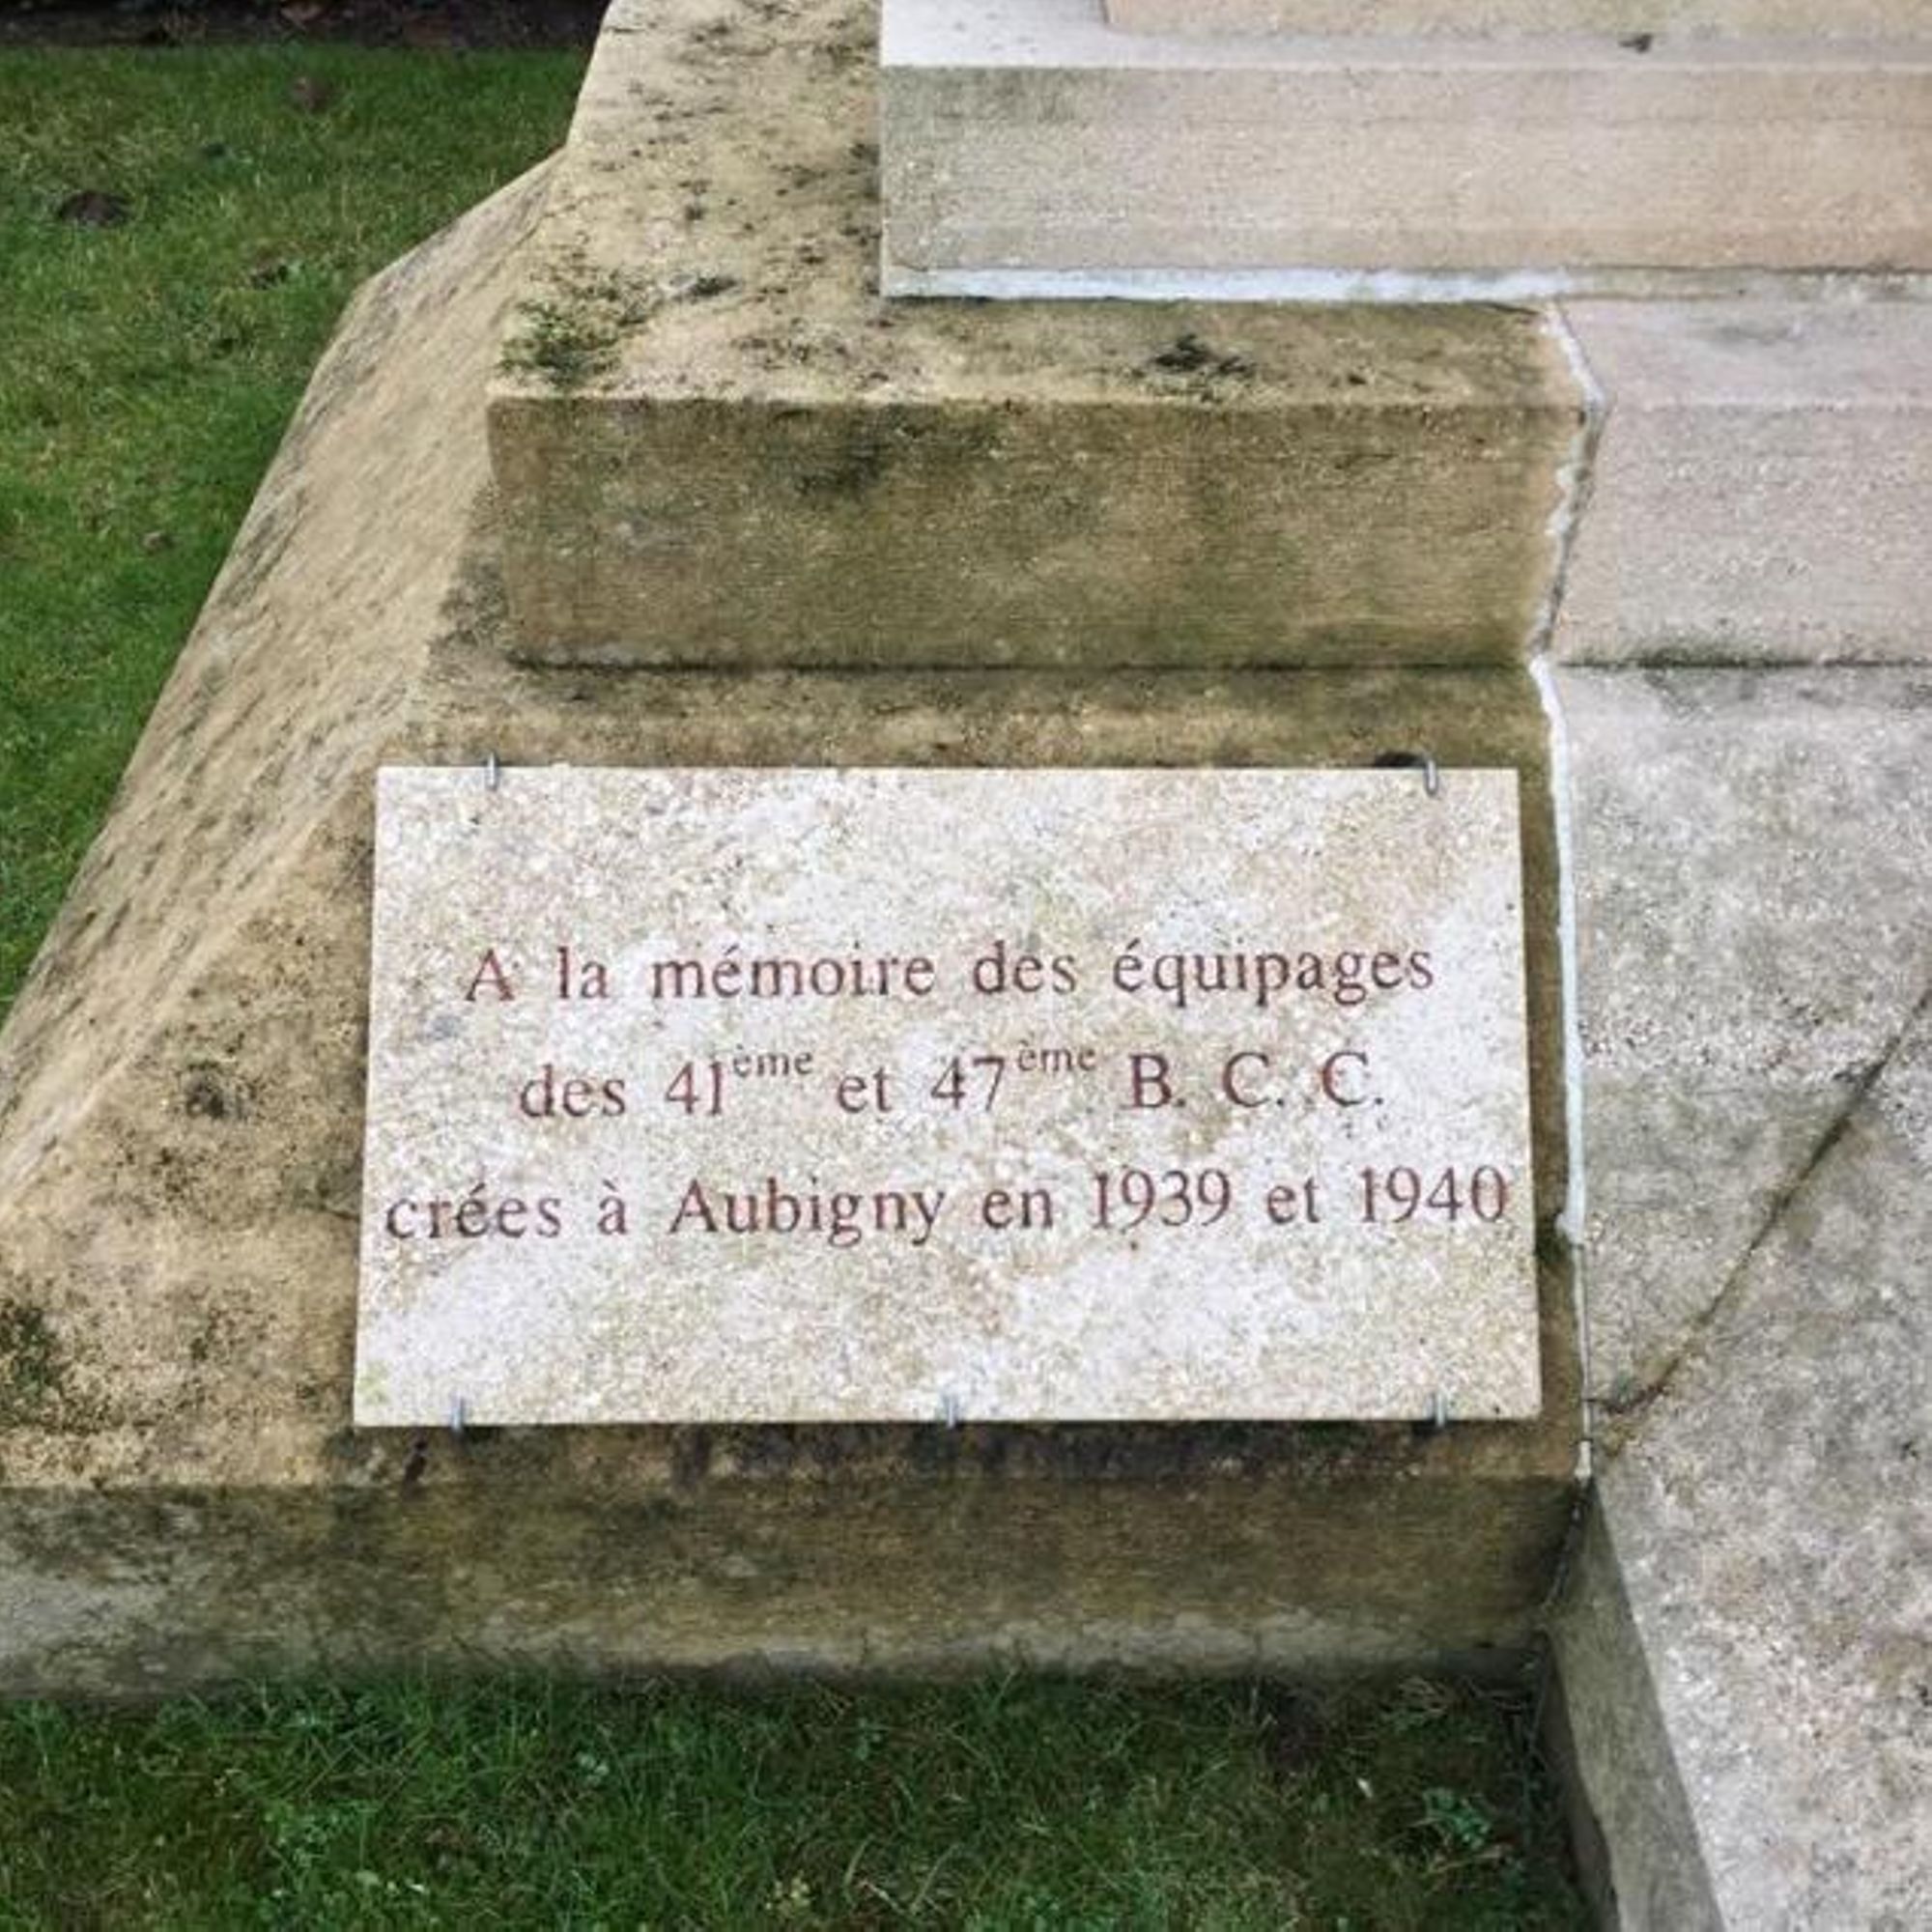 A la mémoire des équipages
des 41ème et 47ème B. C. C.
crées à Aubigny en 1939 et 1940